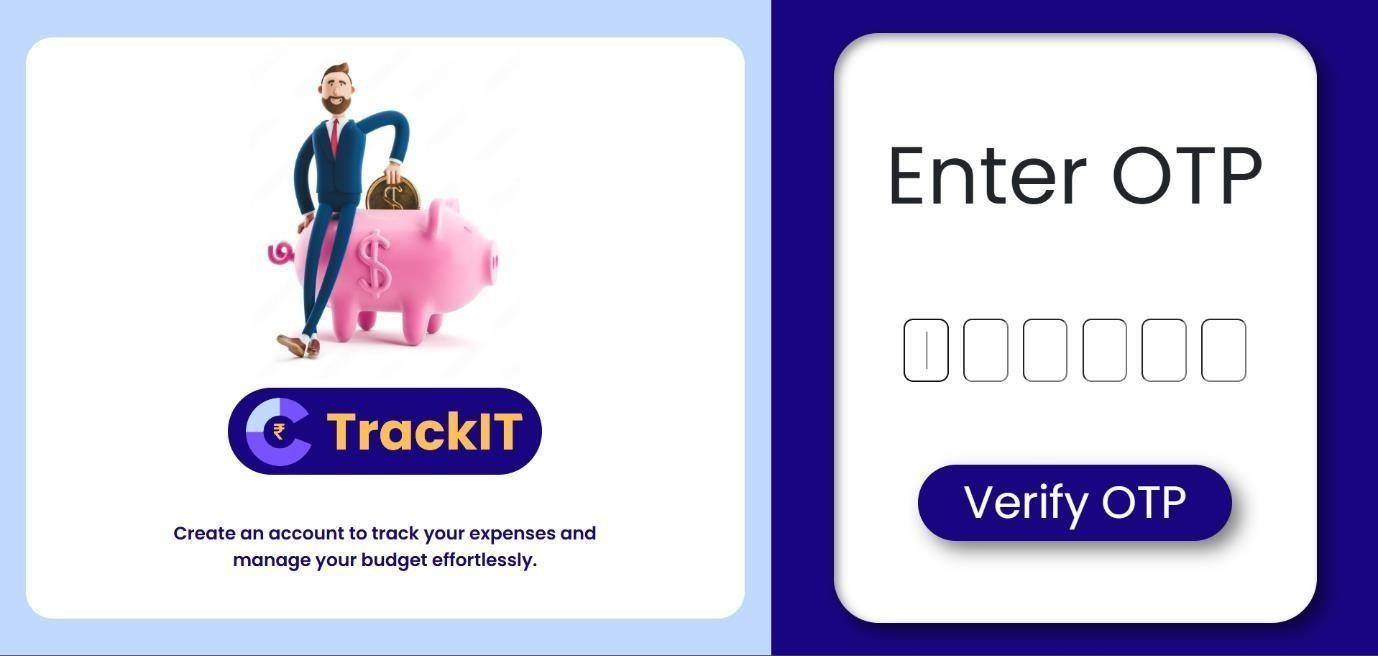 $
$
₹ TrackIT
Create an account to track your expenses and
manage your budget effortlessly.
Enter OTP
Verify OTP